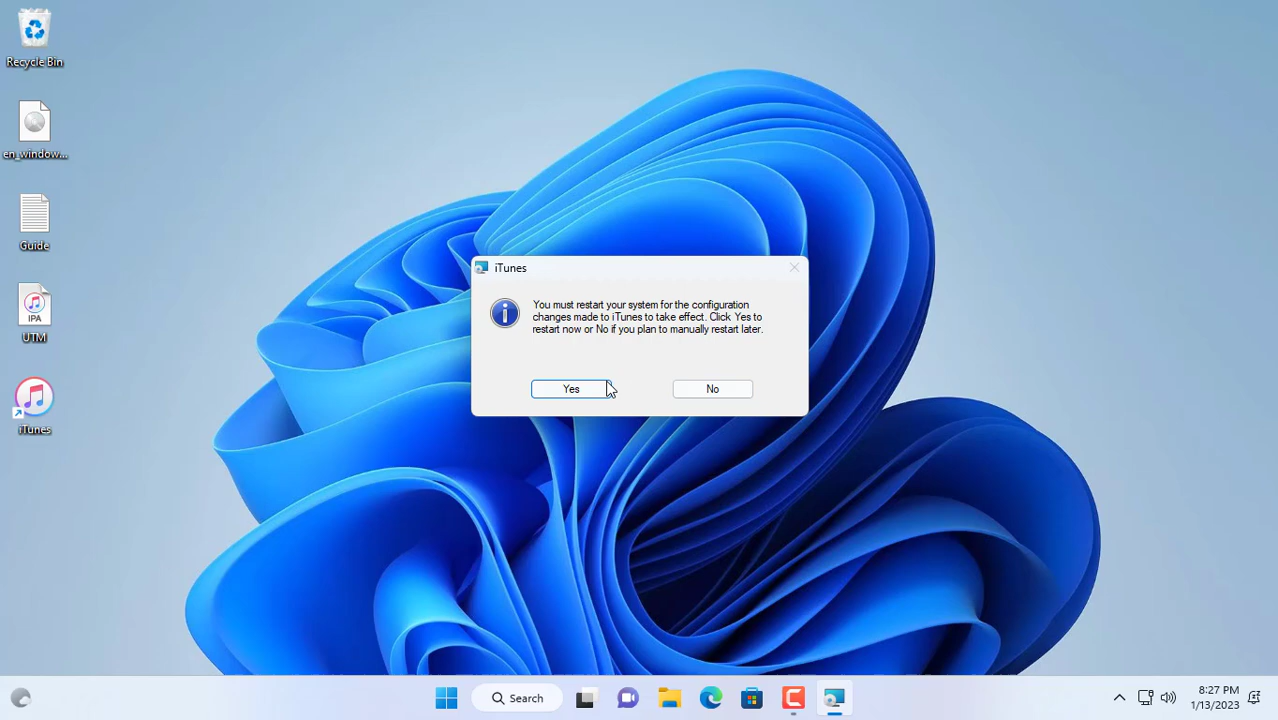 Recycle Bin
en_window...
Guide
IPA
UTM
iTunes
iTunes
You must restart your system for the configuration
changes made to iTunes to take effect. Click Yes to
restart now or No if you plan to manually restart later.
Yes
No
Search
8:27 PM
1/13/2023